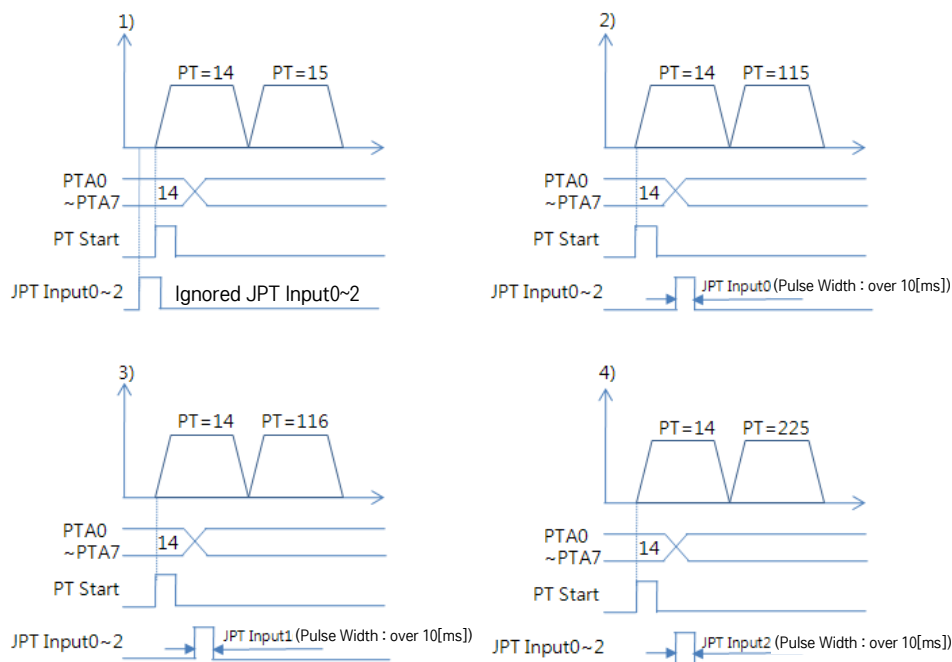 1)
PT=14 PT=15
PTA0
~PTA7
14
PT Start
JPT Input0~2
Ignored JPT Input0~2
2)
PT=14 PT=115
PTA0
~PTA7
14
PT Start
JPT Input0~2
JPT Input0 (Pulse Width : over 10[ms])
3)
PT=14 PT=116
PTA0
~PTA7
14
PT Start
JPT Input0~2
JPT Input1 (Pulse Width : over 10[ms])
4)
PT=14 PT=225
PTA0
~PTA7
14
PT Start
JPT Input0~2
JPT Input2 (Pulse Width : over 10[ms])